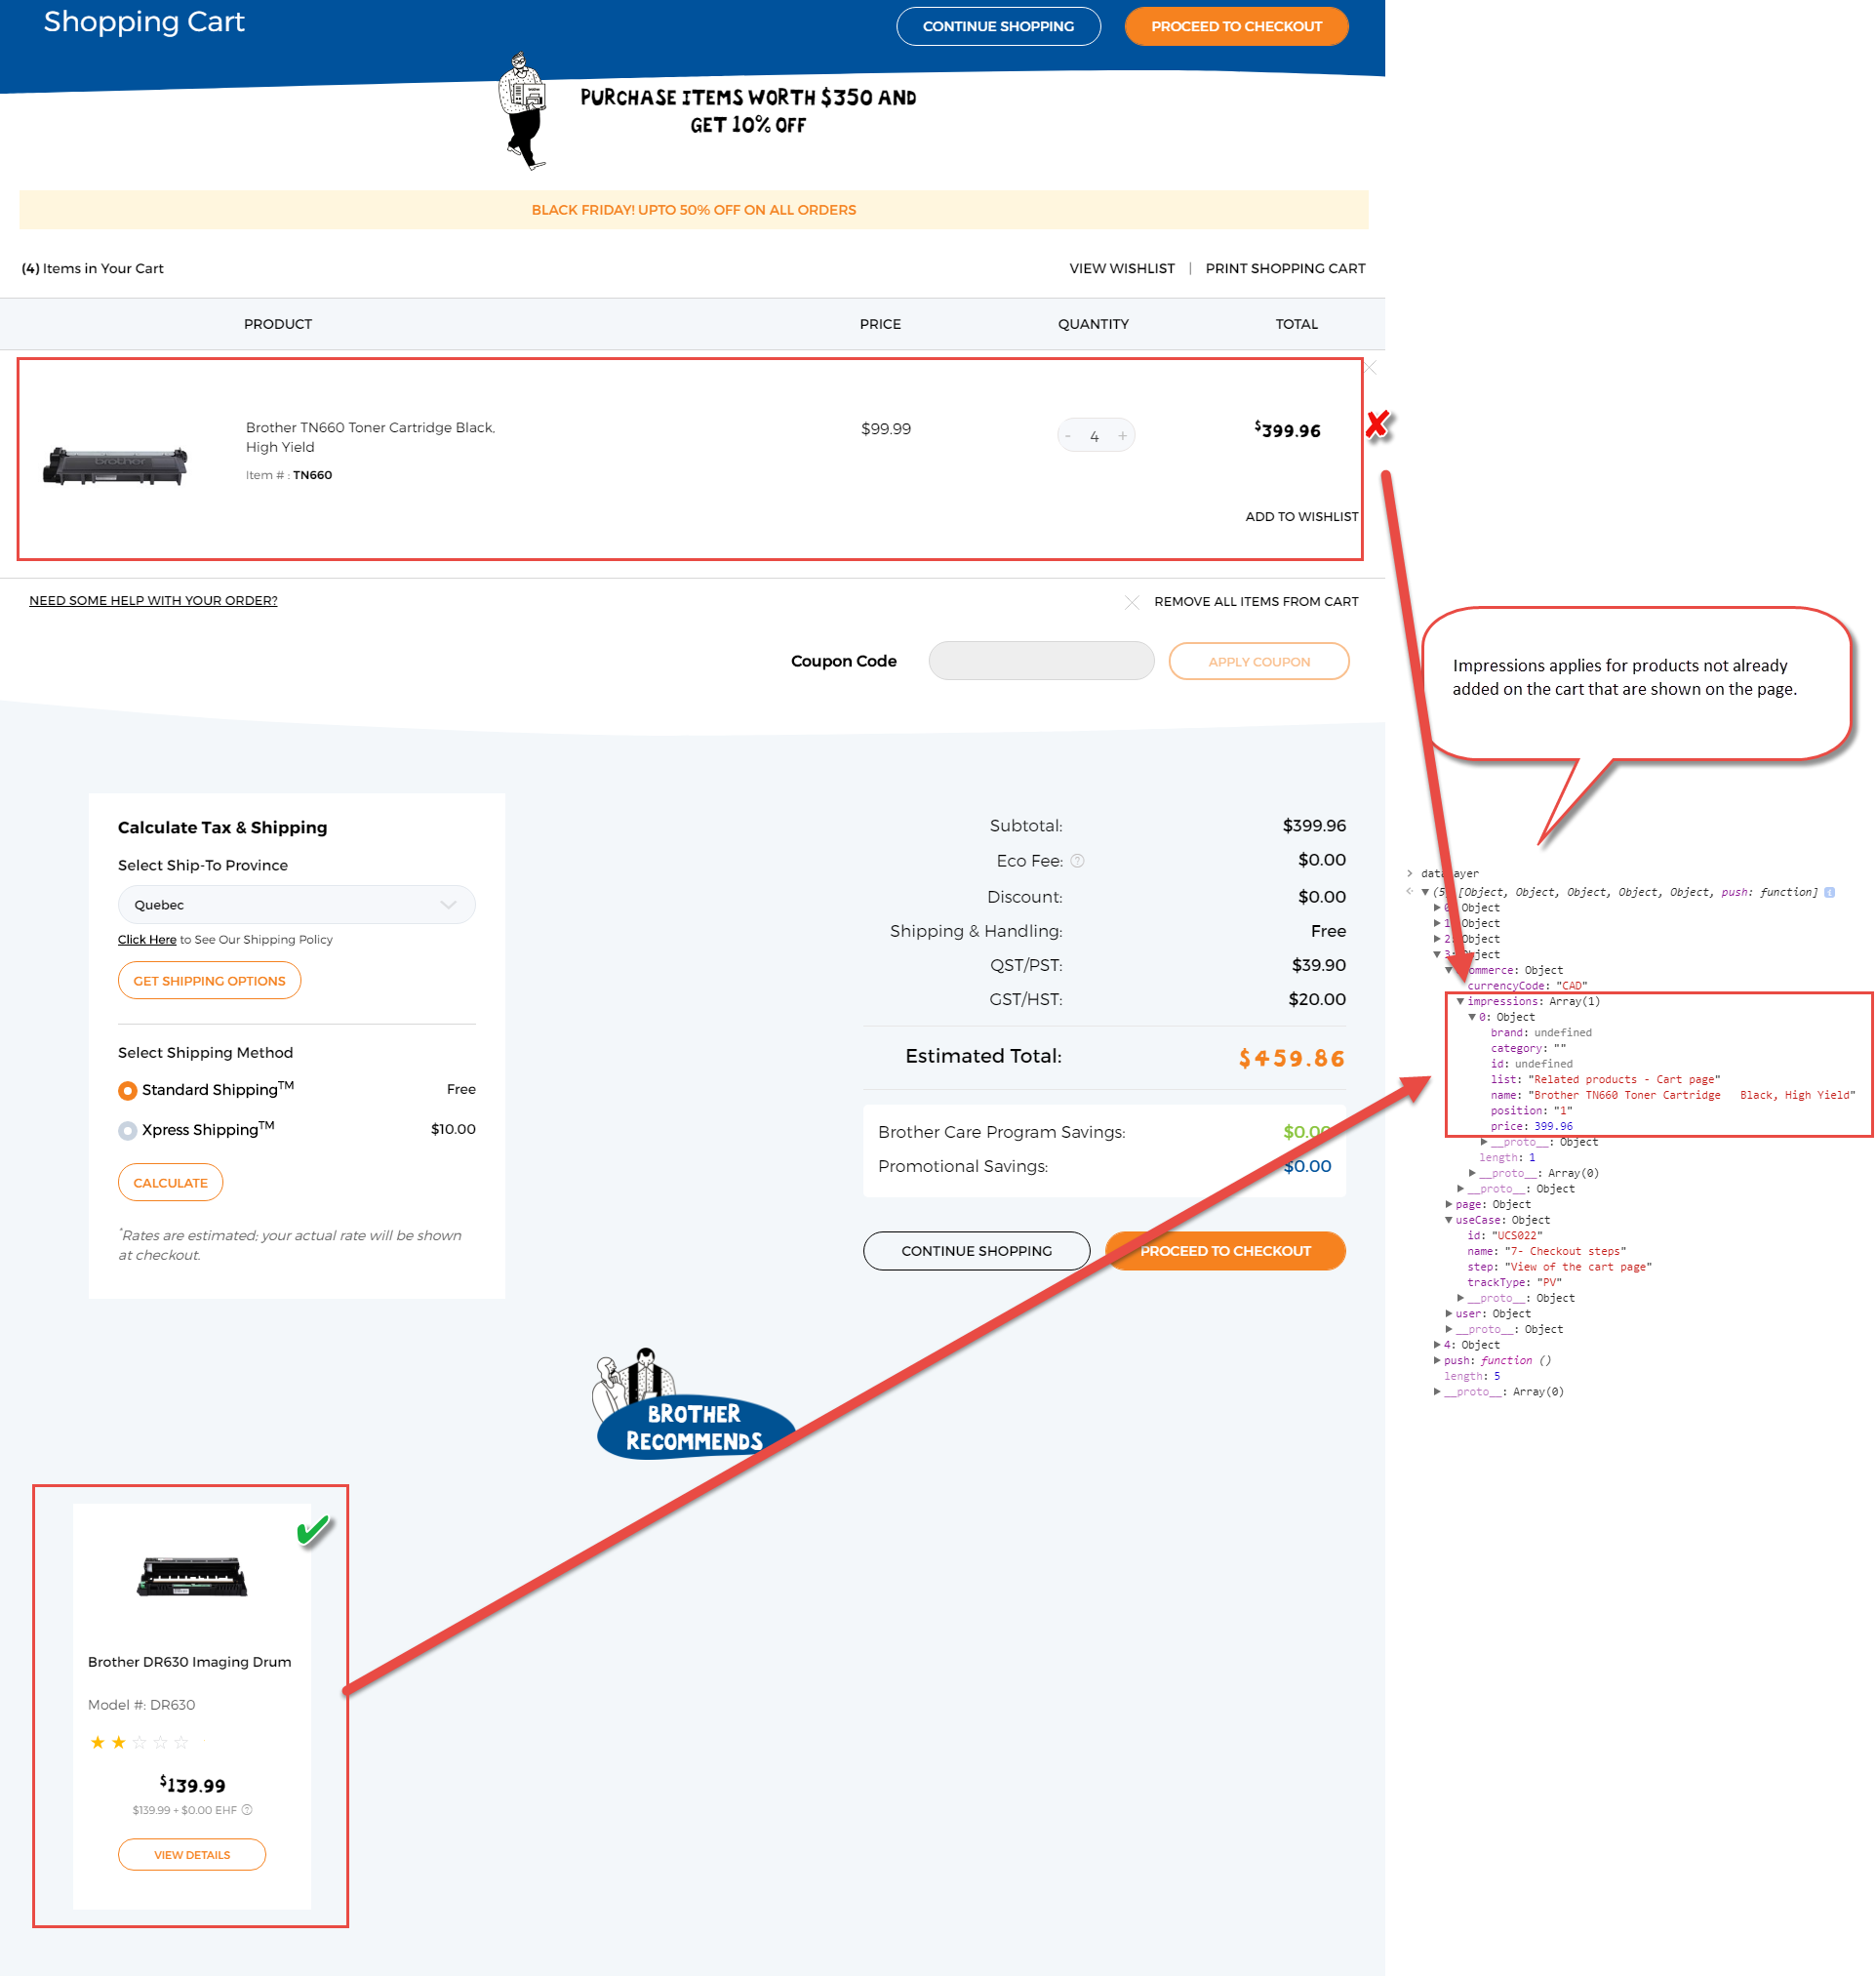 Shopping Cart
CONTINUE SHOPPING
PROCEED TO CHECKOUT
PURCHASE ITEMS WORTH $350 AND
GET 10% OFF
BLACK FRIDAY! UPTO 50% OFF ON ALL ORDERS
(4) Items in Your Cart
VIEW WISHLIST | PRINT SHOPPING CART
PRODUCT PRICE QUANTITY TOTAL
brother
Brother TN660 Toner Cartridge Black,
High Yield
Item # : TN660
$99.99
- 4 +
$399.96
ADD TO WISHLIST
NEED SOME HELP WITH YOUR ORDER?
REMOVE ALL ITEMS FROM CART
Coupon Code
APPLY COUPON
Calculate Tax & Shipping
Select Ship-To Province
Quebec
Click Here to See Our Shipping Policy
GET SHIPPING OPTIONS
Select Shipping Method
Standard Shipping™ Free
Xpress Shipping™ $10.00
CALCULATE
*Rates are estimated; your actual rate will be shown
at checkout.
Subtotal: $399.96
Eco Fee: ? $0.00
Discount: $0.00
Shipping & Handling: Free
QST/PST: $39.90
GST/HST: $20.00
Estimated Total: $459.86
Brother Care Program Savings: $0.00
Promotional Savings: $0.00
CONTINUE SHOPPING
PROCEED TO CHECKOUT
BROTHER
RECOMMENDS
Brother DR630 Imaging Drum
Model #: DR630
$139.99
$139.99 + $0.00 EHF ?
VIEW DETAILS
Impressions applies for products not already
added on the cart that are shown on the page.
> dataLayer
(5) [Object, Object, Object, Object, Object, push: function] i
0: Object
1: Object
2: Object
3: Object
ommerce: Object
currencyCode: "CAD"
impressions: Array(1)
0: Object
brand: undefined
category: ""
id: undefined
list: "Related products - Cart page"
name: "Brother TN660 Toner Cartridge   Black, High Yield"
position: "1"
price: 399.96
__proto__: Object
length: 1
__proto__: Array(0)
__proto__: Object
page: Object
useCase: Object
id: "UCS022"
name: "7- Checkout steps"
step: "View of the cart page"
trackType: "PV"
__proto__: Object
user: Object
__proto__: Object
4: Object
push: function ()
length: 5
__proto__: Array(0)